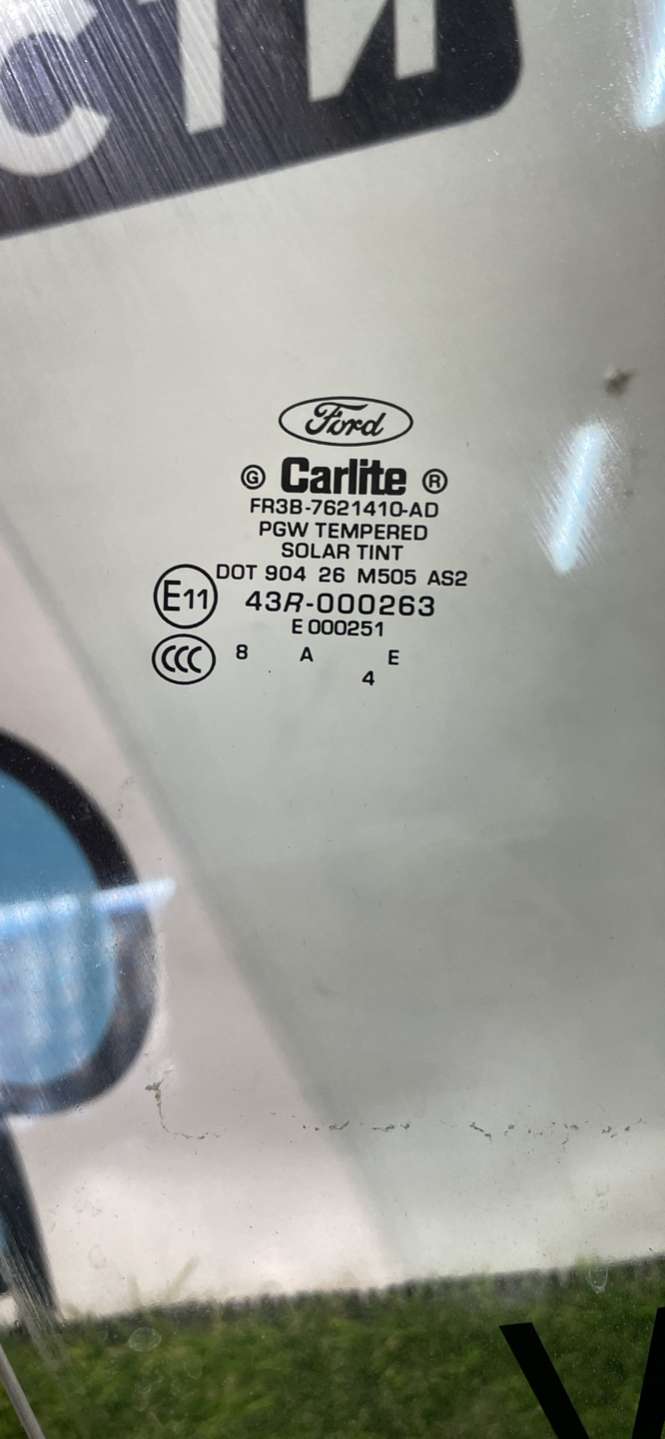 СТИ
Ford
G Carlite ®
FR3B-7621410-AD
PGW TEMPERED
SOLAR TINT
DOT 904 26 M505 AS2
E11 43R-000263
E 000251
CCC 8 A E
4